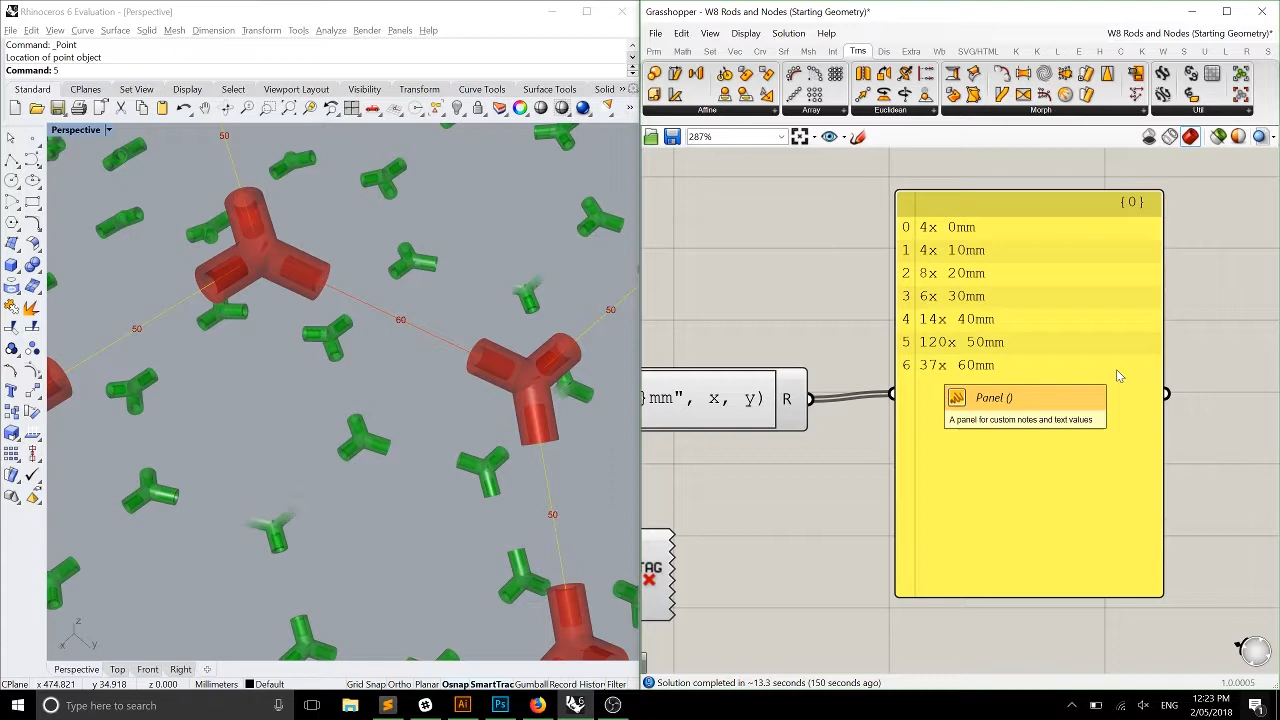 Rhinoceros 6 Evaluation - [Perspective]
File Edit View Curve Surface Solid Mesh Dimension Transform Tools Analyze Render Panels Help
Command: _Point
Location of point object
Command: 5
Standard CPlanes Set View Display Select Viewport Layout Visibility Transform Curve Tools Surface Tools Solid
Perspective
50
50
60
50
50
z
x y
Perspective Top Front Right
CPlane x 474.821 y 34.918 z 0.000 Millimeters Default Grid Snap Ortho Planar Osnap SmartTrac Gumball Record Histor Filter
Grasshopper - W8 Rods and Nodes (Starting Geometry)*
File Edit View Display Solution Help W8 Rods and Nodes (Starting Geometry)*
Prm Math Set Vec Crv Srf Msh Int Trns Dis Extra Wb SVG/HTML K K L K M K S W U L R S
Affine Array Euclidean Morph Util
287%
{0}
0 4x 0mm
1 4x 10mm
2 8x 20mm
3 6x 30mm
4 14x 40mm
5 120x 50mm
6 37x 60mm
}mm", x, y) R
Panel ()
A panel for custom notes and text values
TAG
Solution completed in ~13.3 seconds (150 seconds ago) 1.0.0005
Type here to search
Ai Ps 6 ENG 12:23 PM
2/05/2018 1